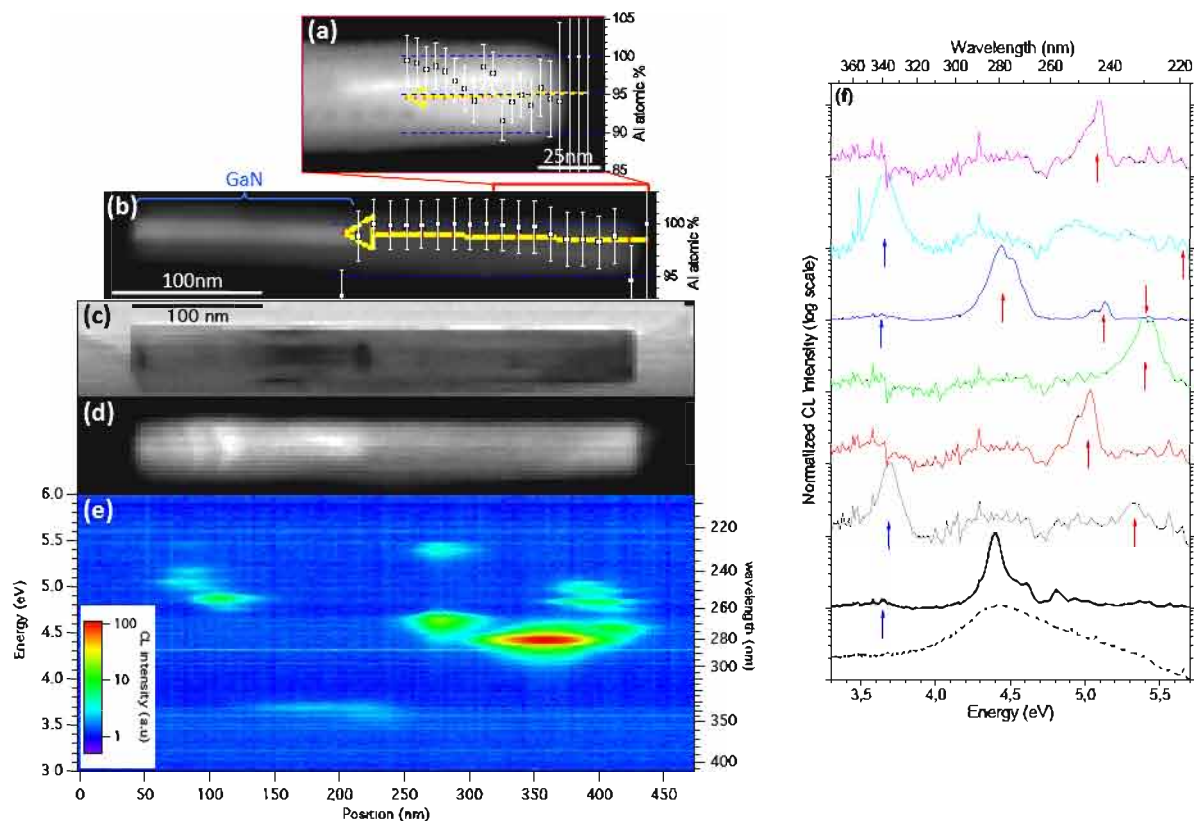 (a)
105
100
95
90
85
Al atomic %
25nm
GaN
(b)
100
95
Al atomic %
100nm
(c)
100 nm
(d)
(e)
6.0
5.5
5.0
4.5
4.0
3.5
3.0
Energy (eV)
220
240
260
280
300
350
400
wavelength (nm)
100
10
1
CL intensity (a.u)
0 50 100 150 200 250 300 350 400 450
Position (nm)
Wavelength (nm)
360 340 320 300 290 280 270 260 250 240 230 220
(f)
Normalized CL Intensity (log scale)
3,5 4,0 4,5 5,0 5,5
Energy (eV)